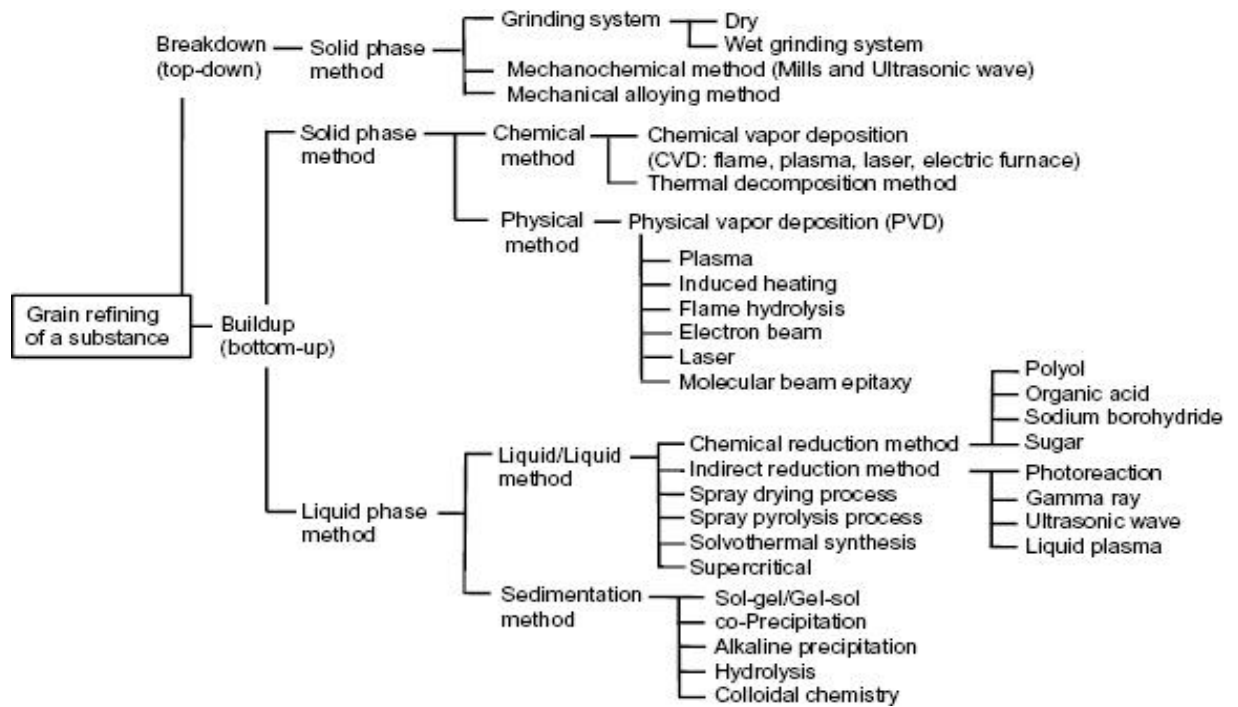 Grinding system
Dry
Wet grinding system
Breakdown
(top-down)
Solid phase
method
Mechanochemical method (Mills and Ultrasonic wave)
Mechanical alloying method
Solid phase
method
Chemical
method
Chemical vapor deposition
(CVD: flame, plasma, laser, electric furnace)
Thermal decomposition method
Physical
method
Physical vapor deposition (PVD)
Plasma
Induced heating
Flame hydrolysis
Electron beam
Laser
Molecular beam epitaxy
Grain refining
of a substance
Buildup
(bottom-up)
Liquid phase
method
Liquid/Liquid
method
Chemical reduction method
Polyol
Organic acid
Sodium borohydride
Sugar
Indirect reduction method
Photoreaction
Gamma ray
Ultrasonic wave
Liquid plasma
Spray drying process
Spray pyrolysis process
Solvothermal synthesis
Supercritical
Sedimentation
method
Sol-gel/Gel-sol
co-Precipitation
Alkaline precipitation
Hydrolysis
Colloidal chemistry